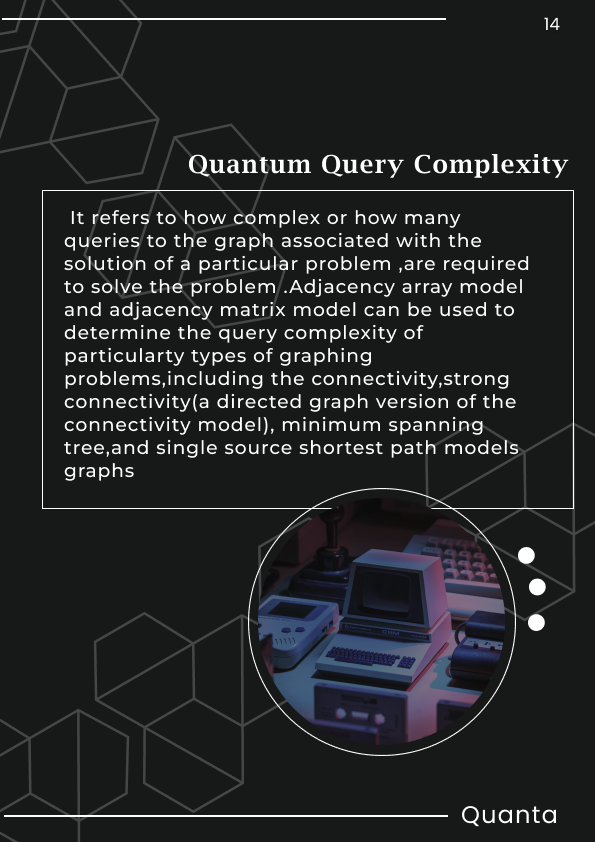 14
Quantum Query Complexity
It refers to how complex or how many
queries to the graph associated with the
solution of a particular problem ,are required
to solve the problem .Adjacency array model
and adjacency matrix model can be used to
determine the query complexity of
particularty types of graphing
problems,including the connectivity,strong
connectivity(a directed graph version of the
connectivity model), minimum spanning
tree,and single source shortest path models
graphs
Quanta